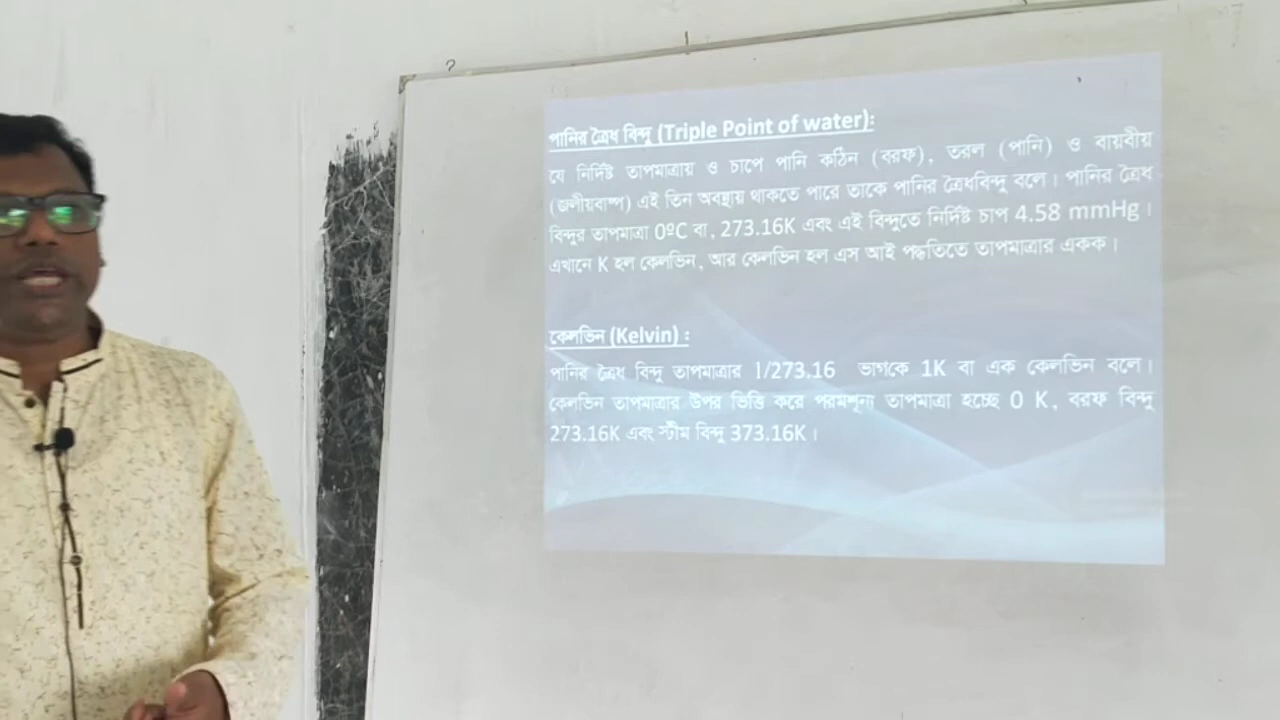 পানির ত্রৈধ বিন্দু (Triple Point of water):
যে নির্দিষ্ট তাপমাত্রায় ও চাপে পানি কঠিন (বরফ), তরল (পানি) ও বায়বীয়
(জলীয়বাষ্প) এই তিন অবস্থায় থাকতে পারে তাকে পানির ত্রৈধবিন্দু বলে। পানির ত্রৈধ
বিন্দুর তাপমাত্রা 0ºC বা, 273.16K এবং এই বিন্দুতে নির্দিষ্ট চাপ 4.58 mmHg।
এখানে K হল কেলভিন, আর কেলভিন হল এস আই পদ্ধতিতে তাপমাত্রার একক।
কেলভিন (Kelvin) :
পানির ত্রৈধ বিন্দু তাপমাত্রার 1/273.16 ভাগকে 1K বা এক কেলভিন বলে।
কেলভিন তাপমাত্রার উপর ভিত্তি করে পরমশূন্য তাপমাত্রা হচ্ছে 0 K, বরফ বিন্দু
273.16K এবং স্টীম বিন্দু 373.16K।